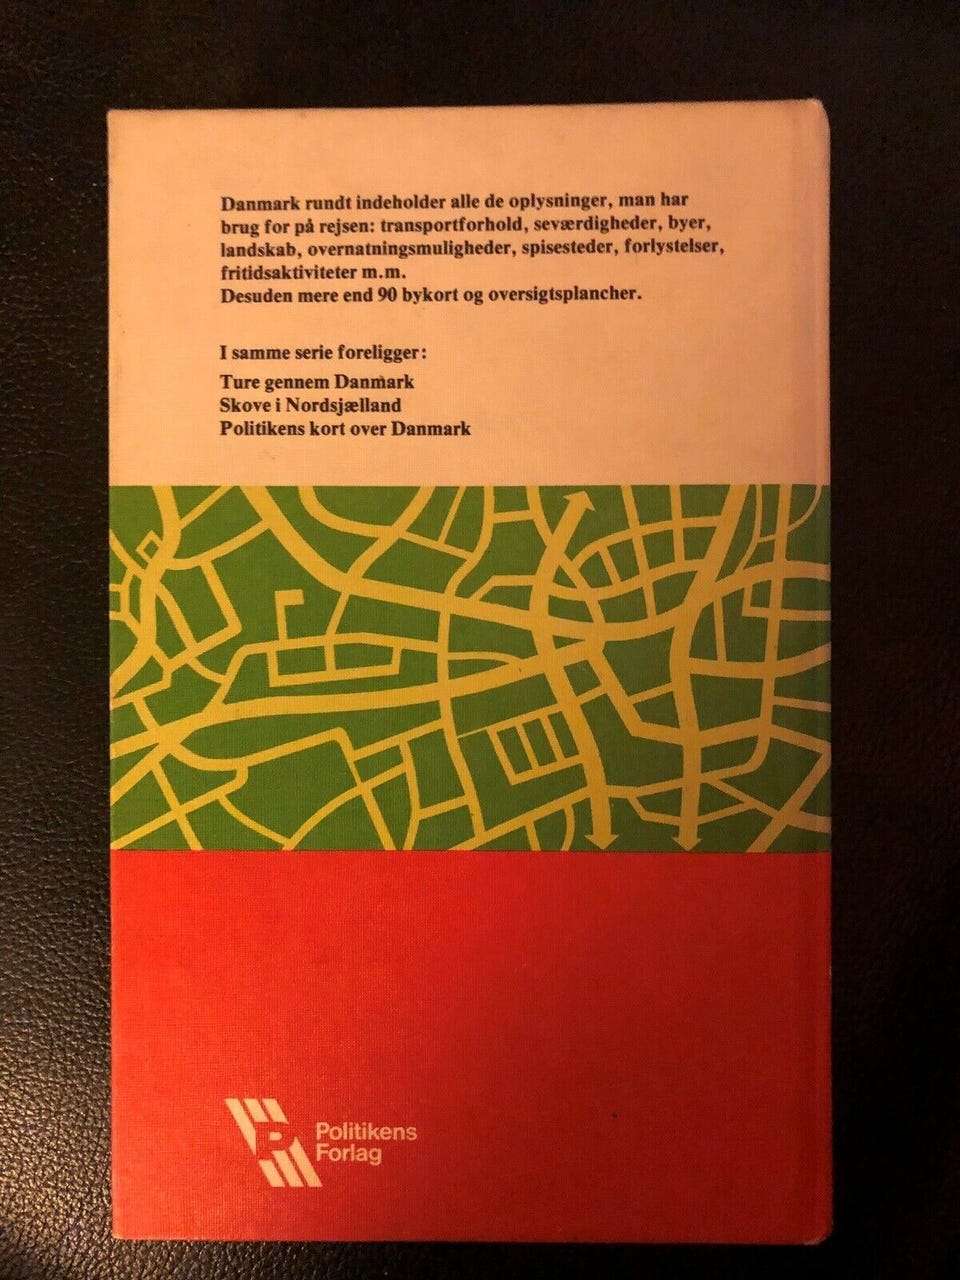 Danmark rundt indeholder alle de oplysninger, man har
brug for på rejsen: transportforhold, seværdigheder, byer,
landskab, overnatningsmuligheder, spisesteder, forlystelser,
fritidsaktiviteter m.m.
Desuden mere end 90 bykort og oversigtsplancher.
I samme serie foreligger:
Ture gennem Danmark
Skove i Nordsjælland
Politikens kort over Danmark
P
Politikens
Forlag